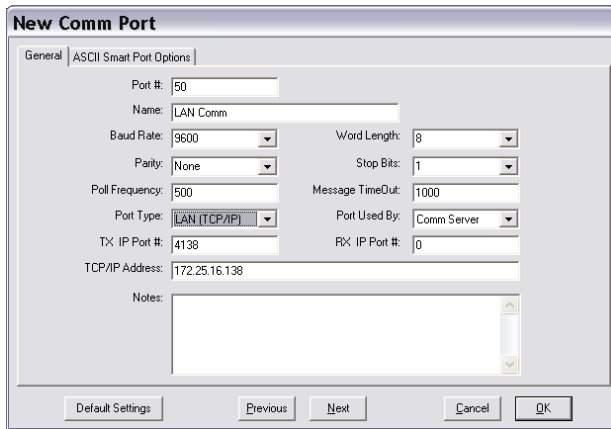 New Comm Port
General ASCII Smart Port Options
Port #: 50
Name: LAN Comm
Baud Rate: 9600 Word Length: 8
Parity: None Stop Bits: 1
Poll Frequency: 500 Message TimeOut: 1000
Port Type: LAN (TCP/IP) Port Used By: Comm Server
TX IP Port #: 4138 RX IP Port #: 0
TCP/IP Address: 172.25.16.138
Notes:
Default Settings Previous Next Cancel OK